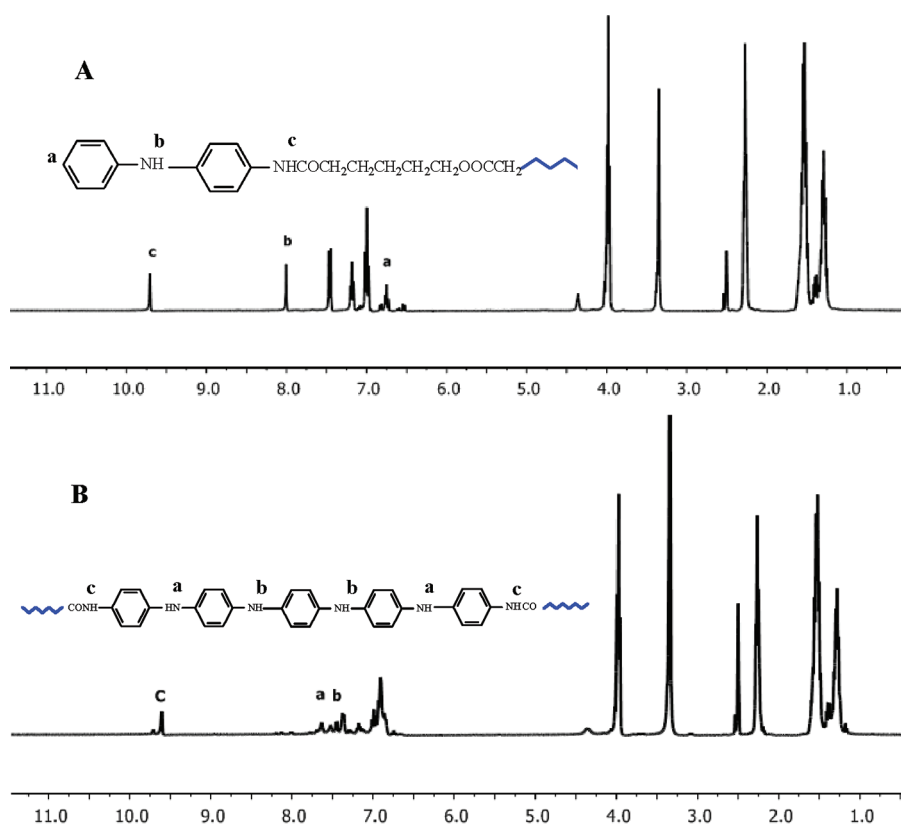 A
a b c
NH NHCOCH₂CH₂CH₂CH₂CH₂OOCCH₂
c b a
11.0 10.0 9.0 8.0 7.0 6.0 5.0 4.0 3.0 2.0 1.0
B
c a b b a c
CONH HN NH NH NH NHCO
C a b
11.0 10.0 9.0 8.0 7.0 6.0 5.0 4.0 3.0 2.0 1.0